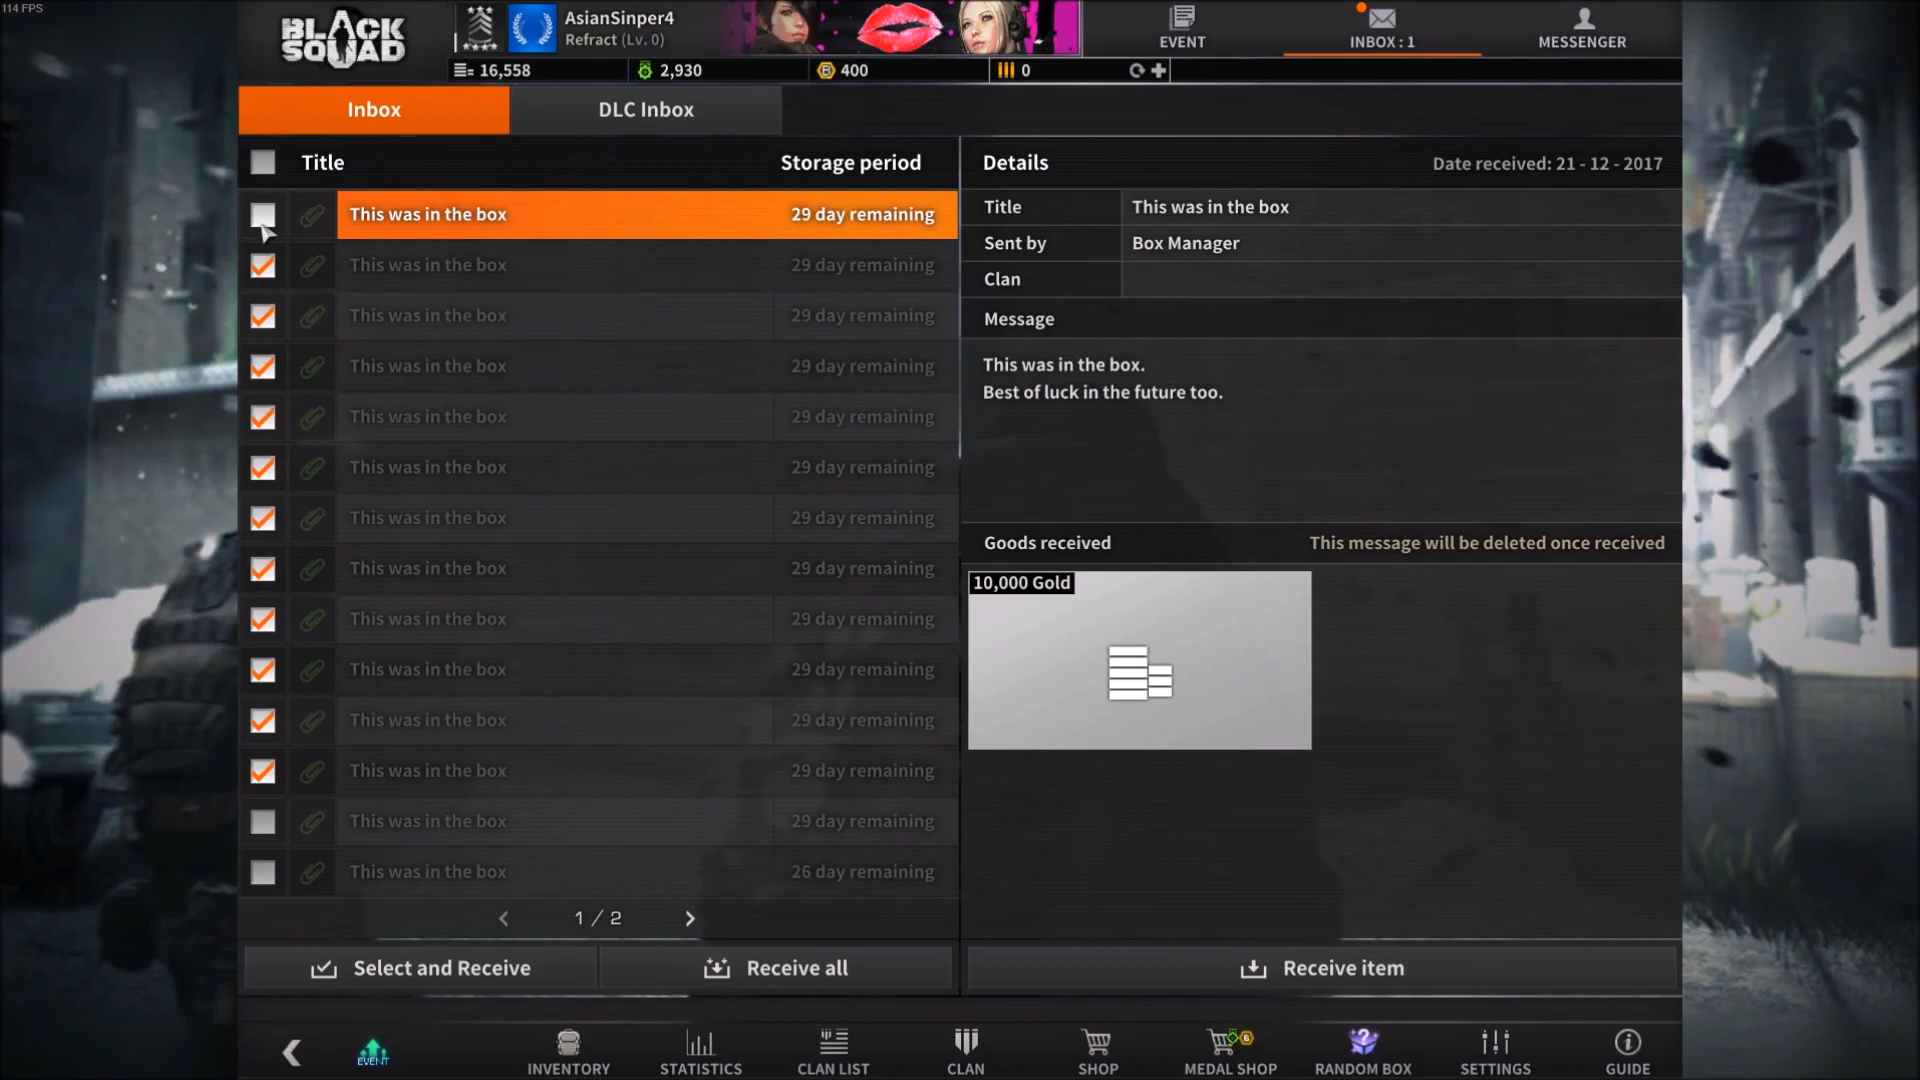 114 FPS
BLACK SQUAD
AsianSinper4
Refract (Lv. 0)
EVENT
INBOX : 1
MESSENGER
16,558
2,930
B 400
0
Inbox
DLC Inbox
Title
Storage period
This was in the box 29 day remaining
This was in the box 29 day remaining
This was in the box 29 day remaining
This was in the box 29 day remaining
This was in the box 29 day remaining
This was in the box 29 day remaining
This was in the box 29 day remaining
This was in the box 29 day remaining
This was in the box 29 day remaining
This was in the box 29 day remaining
This was in the box 29 day remaining
This was in the box 29 day remaining
This was in the box 29 day remaining
This was in the box 26 day remaining
< 1 / 2 >
Select and Receive
Receive all
Details
Date received: 21 - 12 - 2017
Title This was in the box
Sent by Box Manager
Clan
Message
This was in the box.
Best of luck in the future too.
Goods received
This message will be deleted once received
10,000 Gold
Receive item
EVENT
INVENTORY
STATISTICS
CLAN LIST
CLAN
SHOP
MEDAL SHOP
RANDOM BOX
SETTINGS
GUIDE